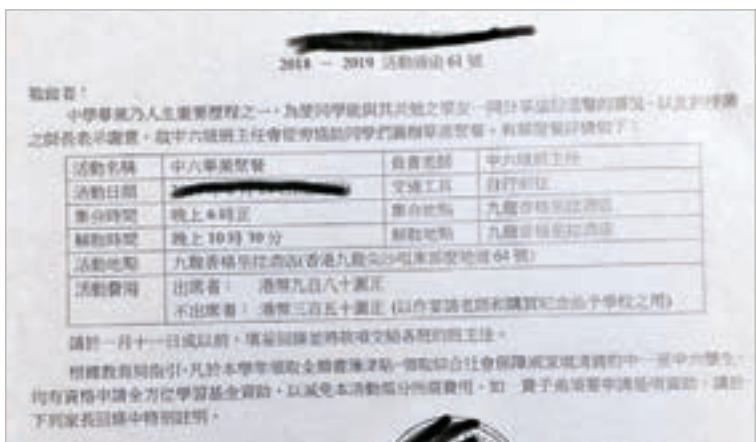 2018 － 2019 活動通告 61 號
敬啟者：
中學畢業乃人生重要歷程之一，為使同學能與其共處之學友一同分享這份溫馨的喜悅，以及對
之師長表示謝意，故中六級班主任會從旁協助同學們籌辦畢業聚餐。有關聚餐詳情如下：
活動名稱 中六畢業聚餐 負責老師 中六級班主任
活動日期 交通工具 自行前往
集合時間 晚上 6 時正 集合地點 九龍香格里拉酒店
解散時間 晚上 10 時 30 分 解散地點 九龍香格里拉酒店
活動地點 九龍香格里拉酒店(香港九龍尖沙咀東部麼地道 64 號)
活動費用 出席者： 港幣九百八十圓正
不出席者： 港幣三百五十圓正 (以作宴請老師和購買紀念品予學校之用)
請於一月十一日或以前，填妥回條並將款項交給各班的班主任。
根據教育局指引，凡於本學年領取全額書簿津貼、領取綜合社會保障援助的中一至中六學生，
均有資格申請全方位學習基金資助，以減免本活動部分所需費用。如 貴子弟須要申請是項資助，請於
下列家長回條中特別註明。